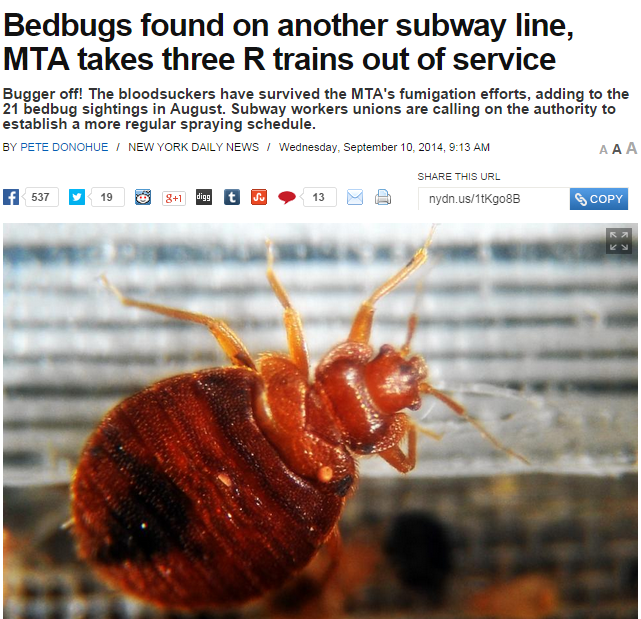 Bedbugs found on another subway line,
MTA takes three R trains out of service
Bugger off! The bloodsuckers have survived the MTA's fumigation efforts, adding to the
21 bedbug sightings in August. Subway workers unions are calling on the authority to
establish a more regular spraying schedule.
BY PETE DONOHUE / NEW YORK DAILY NEWS / Wednesday, September 10, 2014, 9:13 AM
A A A
SHARE THIS URL
f 537 19 g+1 digg t 13 nydn.us/1tKgo8B COPY